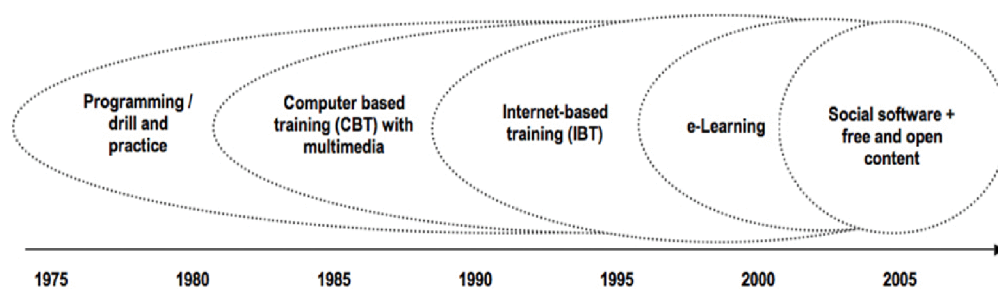 Programming /
drill and
practice
Computer based
training (CBT) with
multimedia
Internet-based
training (IBT)
e-Learning
Social software +
free and open
content
1975 1980 1985 1990 1995 2000 2005